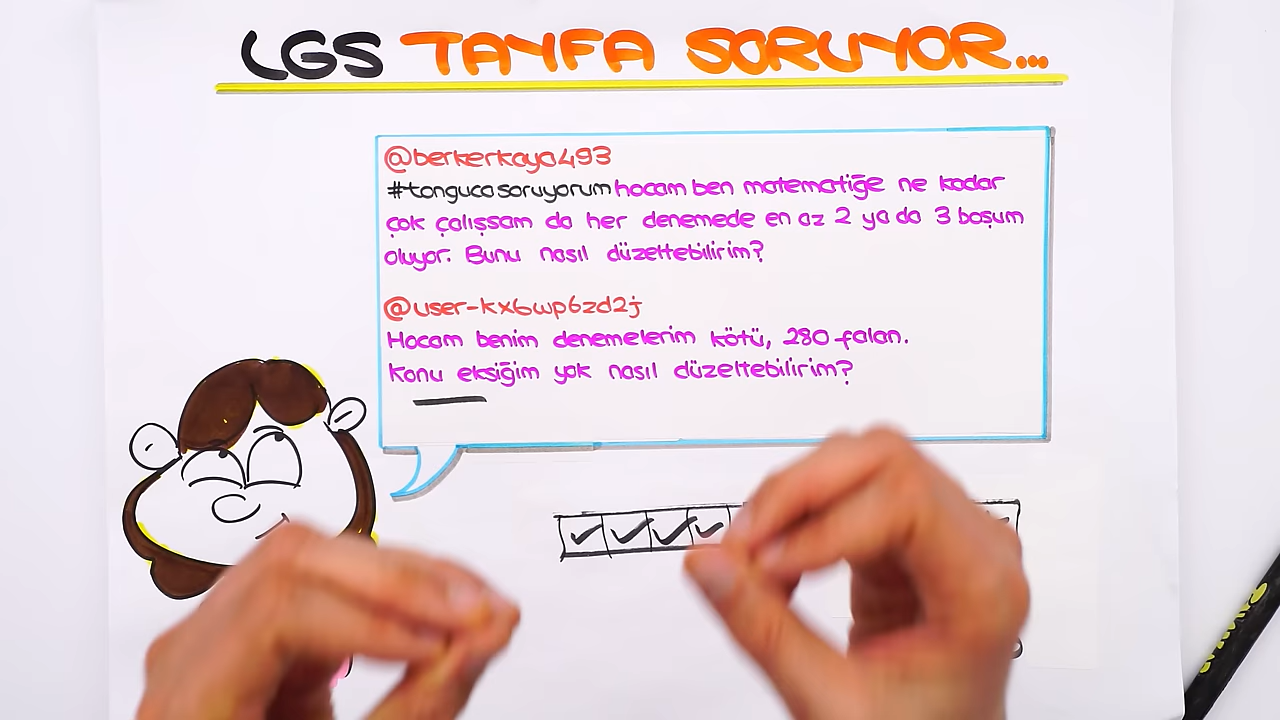 LGS TAYFA SORUYOR...
@berkerkaya493
#tongucasoruyorum hocam ben matematiğe ne kadar
çok çalışsam da her denemede en az 2 ya da 3 boşum
oluyor. Bunu nasıl düzeltebilirim?
@user-kx6wp6zd2j
Hocam benim denemelerim kötü, 280 falan.
Konu eksiğim yok nasıl düzeltebilirim?